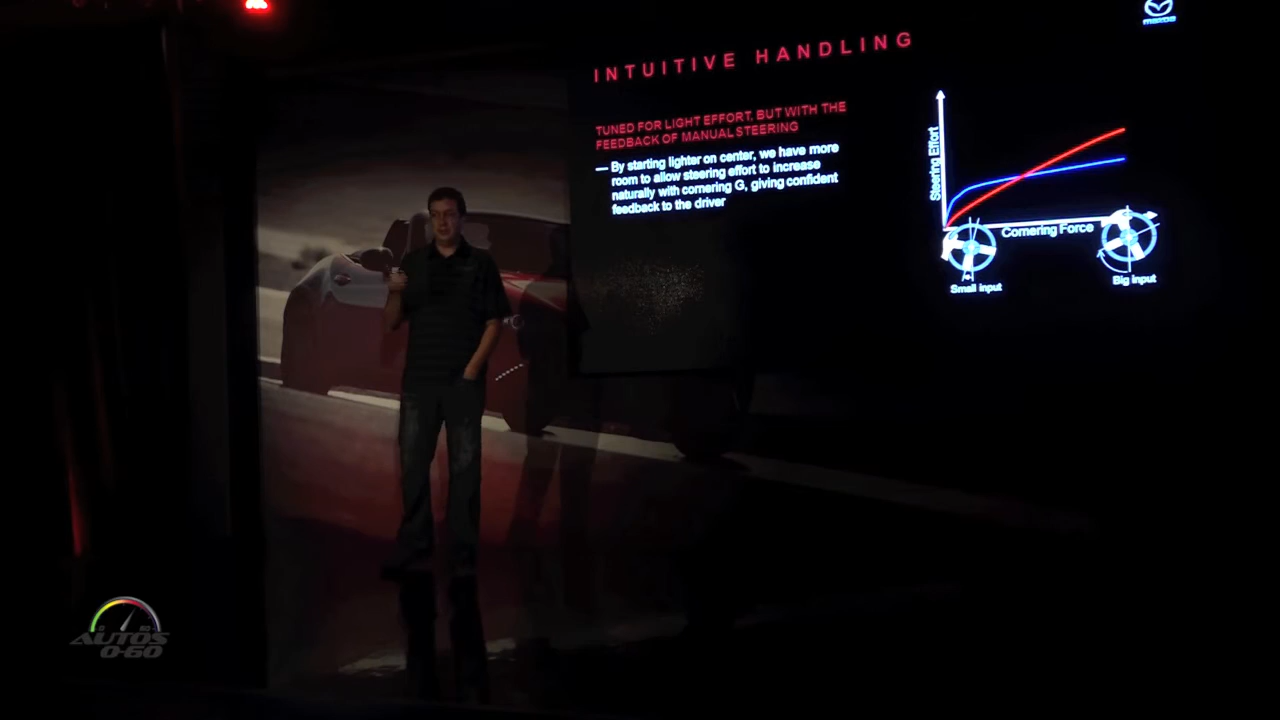 mazda
INTUITIVE HANDLING
TUNED FOR LIGHT EFFORT, BUT WITH THE
FEEDBACK OF MANUAL STEERING
— By starting lighter on center, we have more
room to allow steering effort to increase
naturally with cornering G, giving confident
feedback to the driver
Steering Effort
Cornering Force
Small input
Big input
AUTOS
0-60